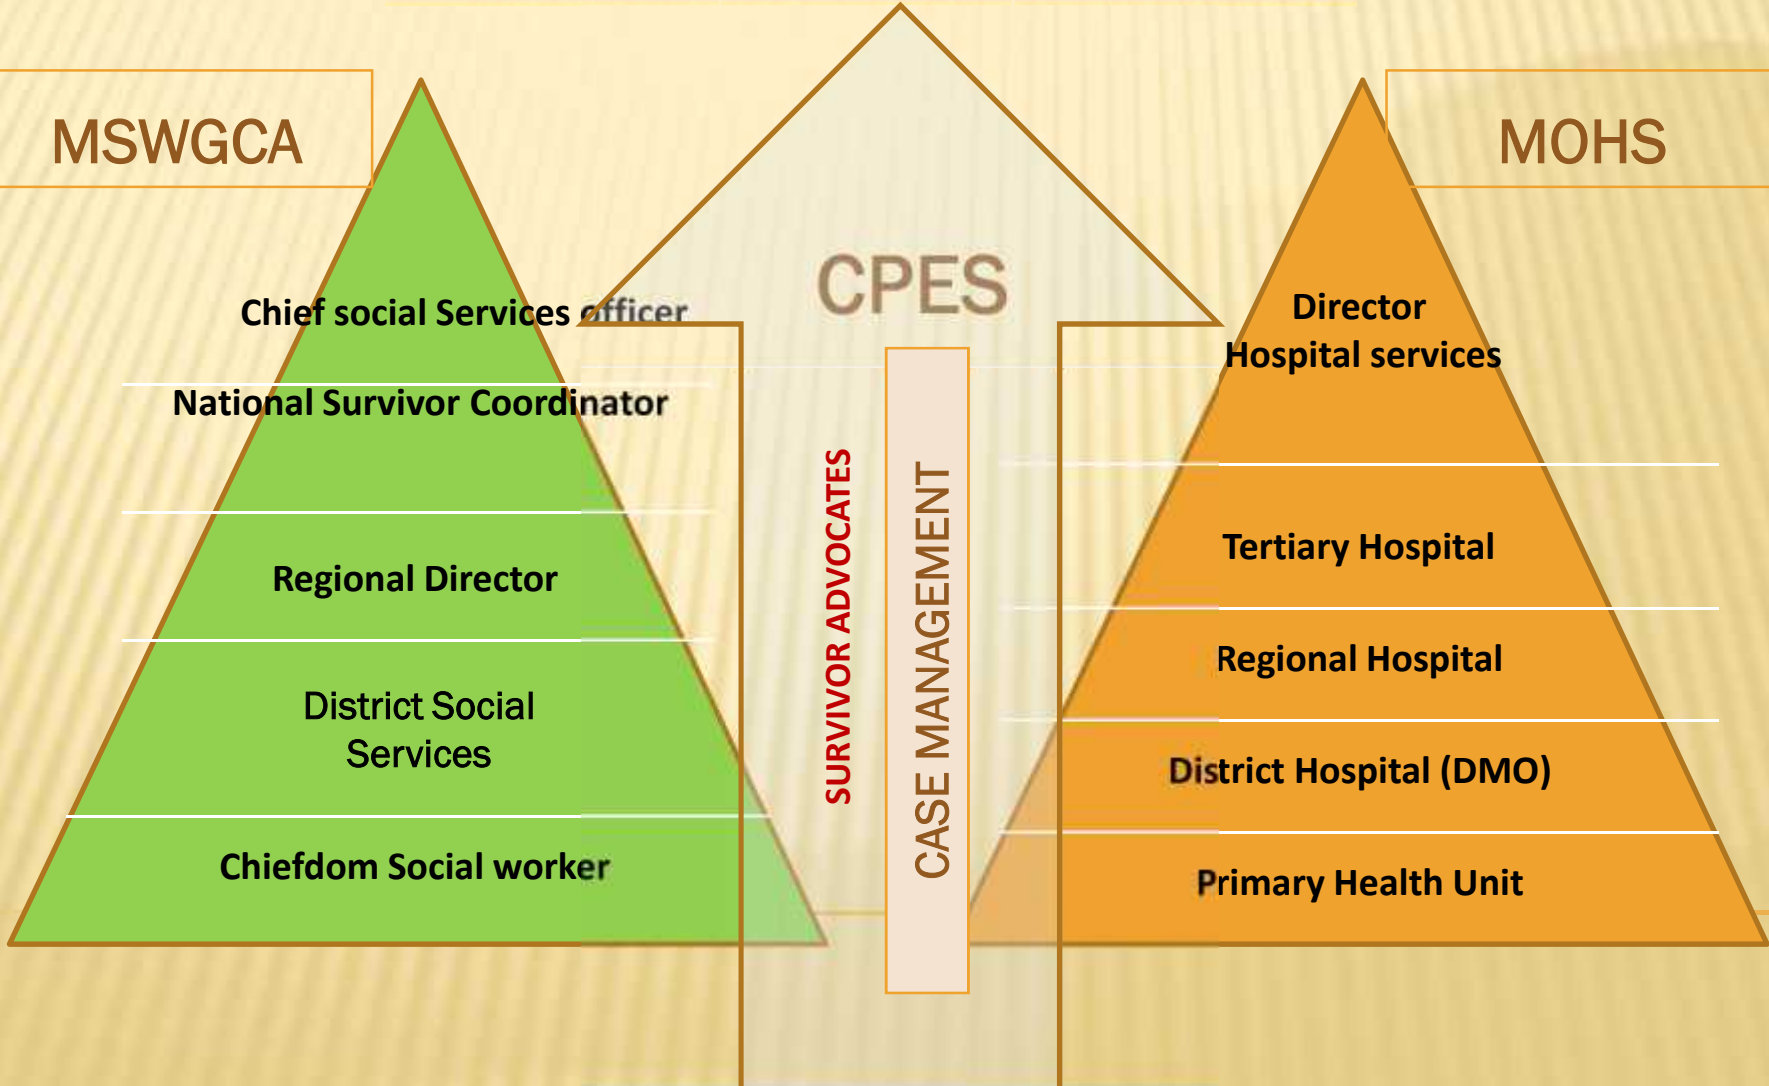 MSWGCA
Chief social Services officer
National Survivor Coordinator
Regional Director
District Social
Services
Chiefdom Social worker
CPES
SURVIVOR ADVOCATES
CASE MANAGEMENT
MOHS
Director
Hospital services
Tertiary Hospital
Regional Hospital
District Hospital (DMO)
Primary Health Unit